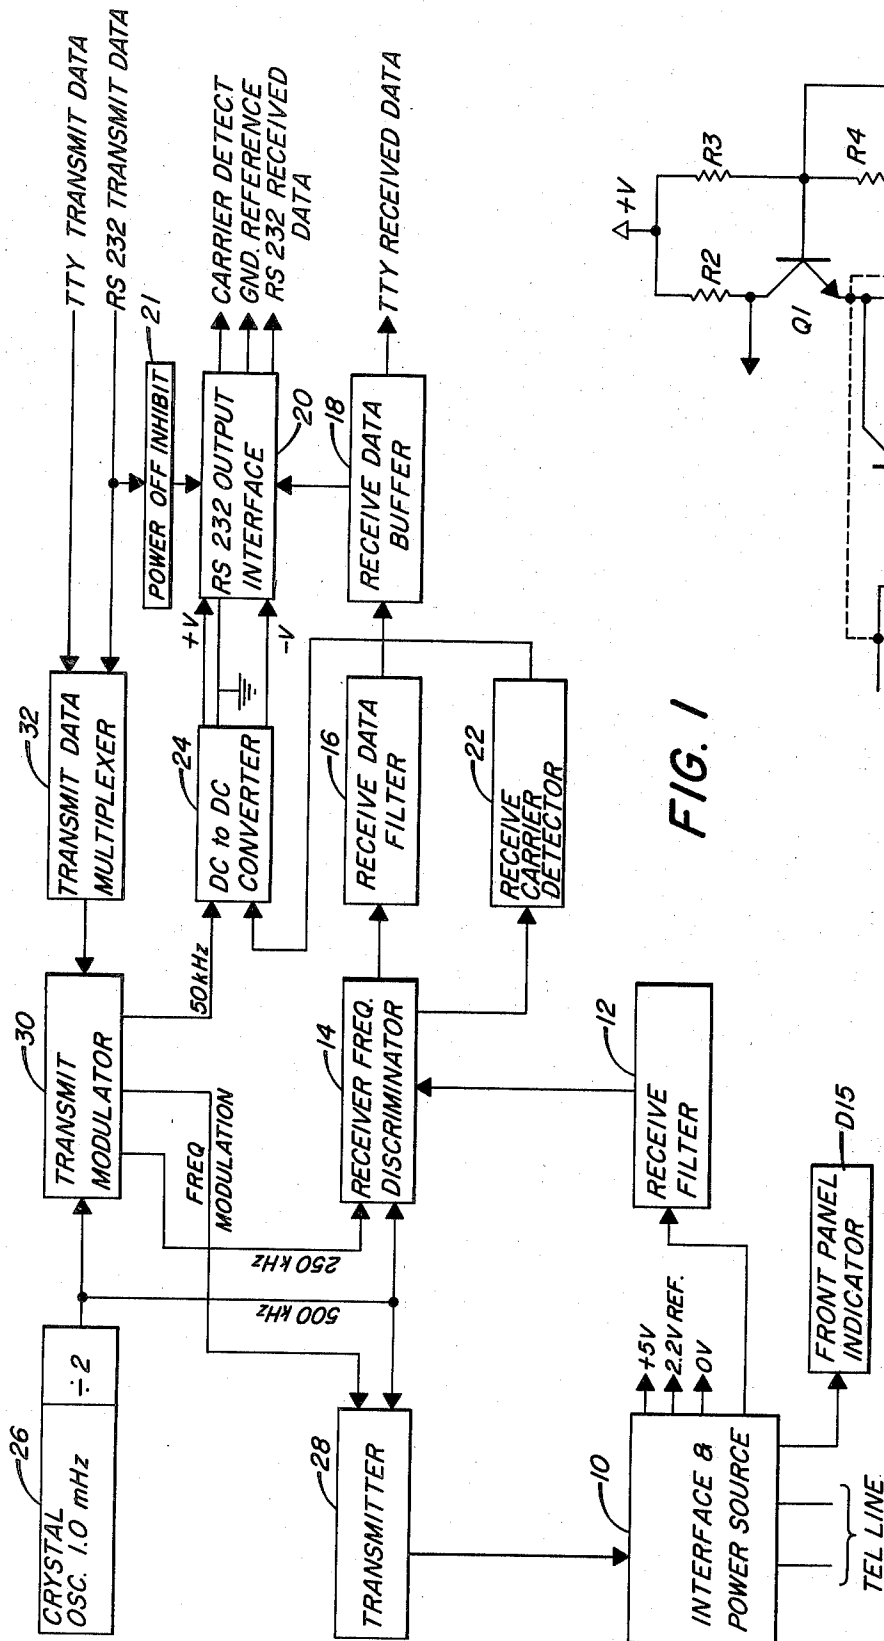 CRYSTAL
OSC. 1.0 mHz
÷2
26
TRANSMIT
MODULATOR
30
TRANSMIT DATA
MULTIPLEXER
32
TTY TRANSMIT DATA
RS 232 TRANSMIT DATA
POWER OFF INHIBIT
21
500 kHz
250 kHz
FREQ
MODULATION
50kHz
DC to DC
CONVERTER
24
+V
-V
RS 232 OUTPUT
INTERFACE
20
CARRIER DETECT
GND. REFERENCE
RS 232 RECEIVED
DATA
TRANSMITTER
28
RECEIVER FREQ.
DISCRIMINATOR
14
RECEIVE DATA
FILTER
16
RECEIVE DATA
BUFFER
18
TTY RECEIVED DATA
RECEIVE
CARRIER
DETECTOR
22
INTERFACE &
POWER SOURCE
10
+5V
2.2V REF.
0V
RECEIVE
FILTER
12
FRONT PANEL
INDICATOR
D15
TEL LINE
FIG. 1
+V
R2
R3
R4
Q1